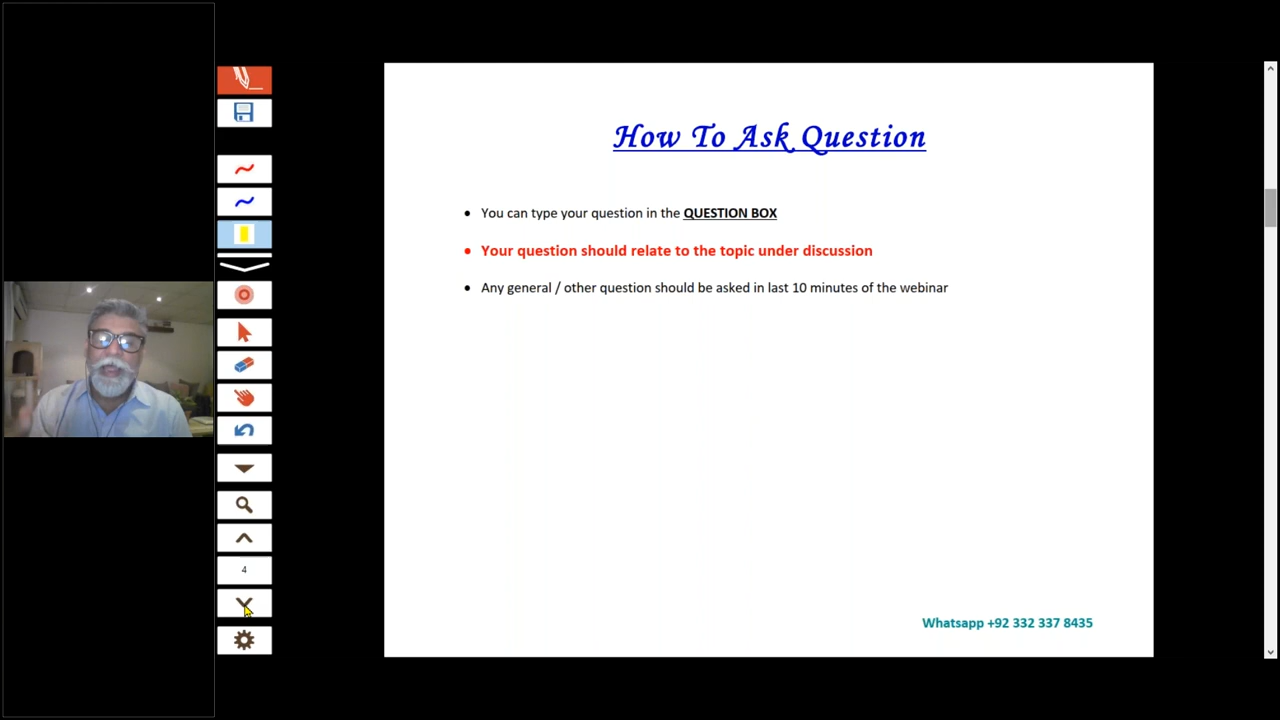 How To Ask Question
• You can type your question in the QUESTION BOX
• Your question should relate to the topic under discussion
• Any general / other question should be asked in last 10 minutes of the webinar
4
Whatsapp +92 332 337 8435